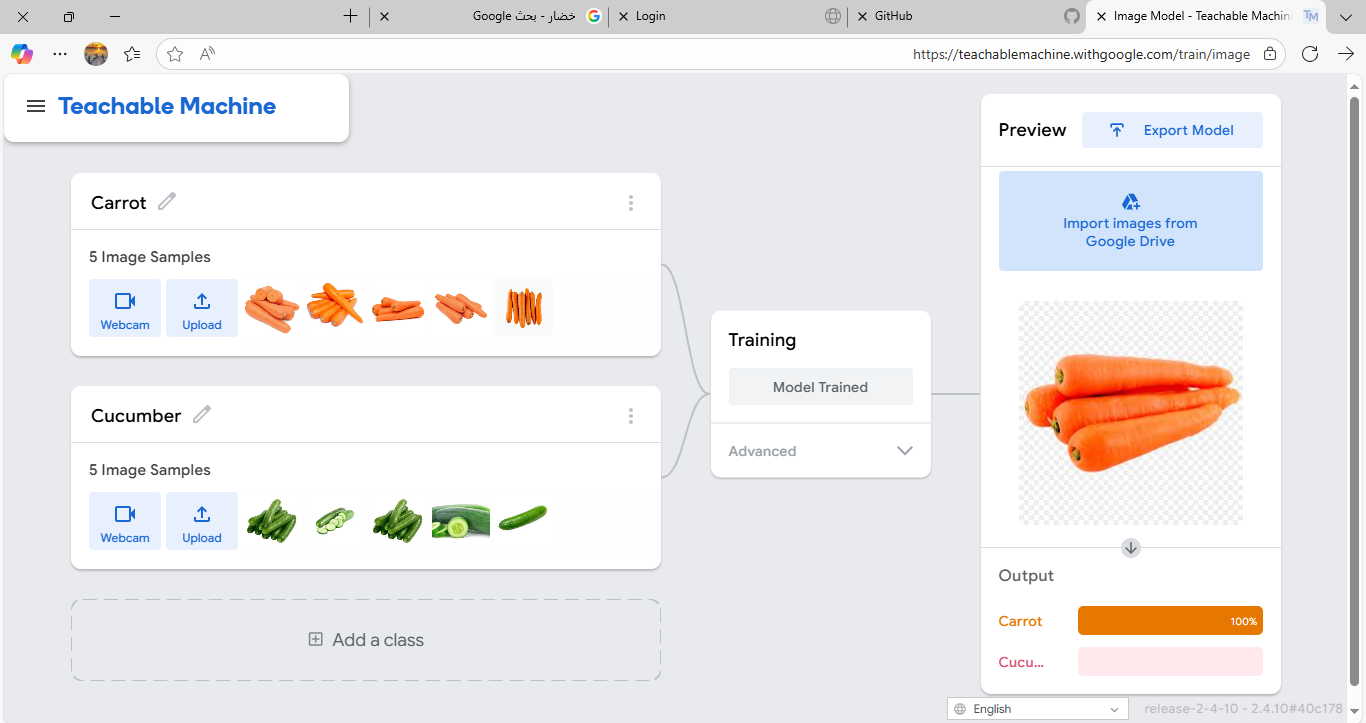 خضار - بحث Google
Login
GitHub
Image Model - Teachable Machin
TM
https://teachablemachine.withgoogle.com/train/image
Teachable Machine
Carrot
5 Image Samples
Webcam
Upload
Cucumber
5 Image Samples
Webcam
Upload
Add a class
Training
Model Trained
Advanced
Preview
Export Model
Import images from
Google Drive
Output
Carrot
100%
Cucu...
English
release-2-4-10 - 2.4.10#40c178